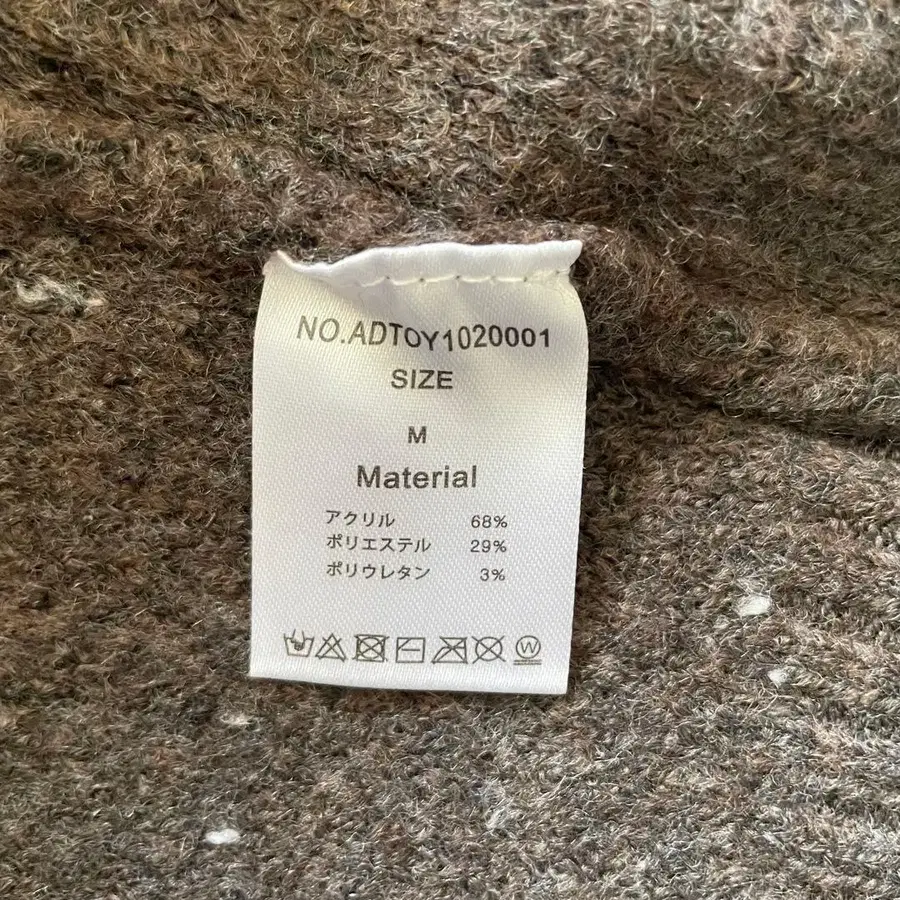 NO.ADTOY1020001
SIZE
M
Material
アクリル 68%
ポリエステル 29%
ポリウレタン 3%
W